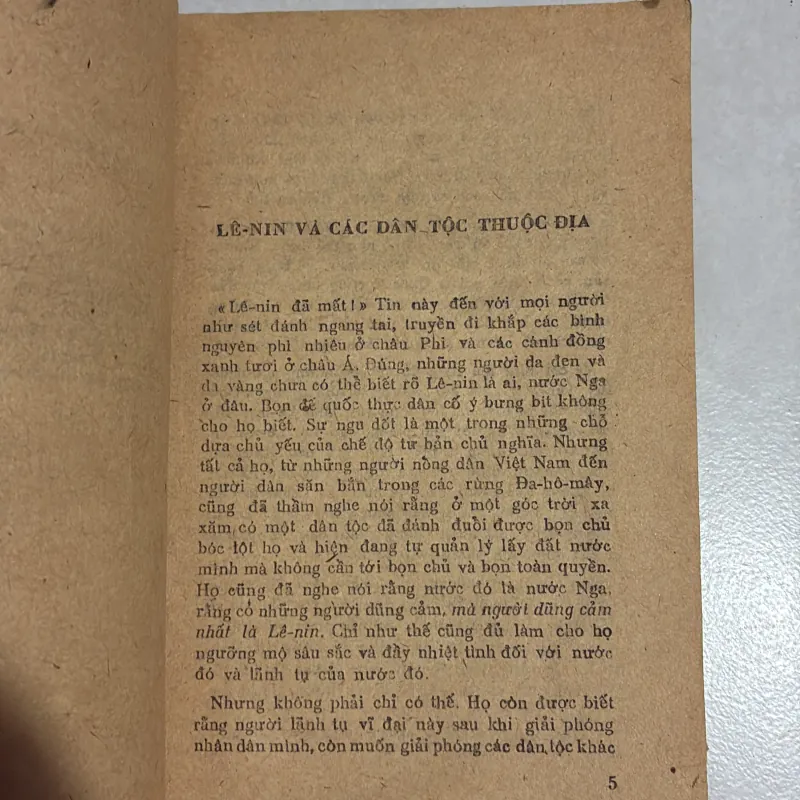 LÊ-NIN VÀ CÁC DÂN TỘC THUỘC ĐỊA
«Lê-nin đã mất!» Tin này đến với mọi người
như sét đánh ngang tai, truyền đi khắp các bình
nguyên phì nhiêu ở châu Phi và các cánh đồng
xanh tươi ở châu Á. Đúng, những người da đen và
da vàng chưa có thể biết rõ Lê-nin là ai, nước Nga
ở đâu. Bọn đế quốc thực dân cố ý bưng bít không
cho họ biết. Sự ngu dốt là một trong những chỗ
dựa chủ yếu của chế độ tư bản chủ nghĩa. Nhưng
tất cả họ, từ những người nông dân Việt Nam đến
người dân săn bắn trong các rừng Đa-hô-mây,
cũng đã thầm nghe nói rằng ở một góc trời xa
xăm có một dân tộc đã đánh đuổi được bọn chủ
bóc lột họ và hiện đang tự quản lý lấy đất nước
mình mà không cần tới bọn chủ và bọn toàn quyền.
Họ cũng đã nghe nói rằng nước đó là nước Nga,
rằng có những người dũng cảm, mà người dũng cảm
nhất là Lê-nin. Chỉ như thế cũng đủ làm cho họ
ngưỡng mộ sâu sắc và đầy nhiệt tình đối với nước
đó và lãnh tụ của nước đó.
Nhưng không phải chỉ có thế. Họ còn được biết
rằng người lãnh tụ vĩ đại này sau khi giải phóng
nhân dân mình, còn muốn giải phóng các dân tộc khác
5